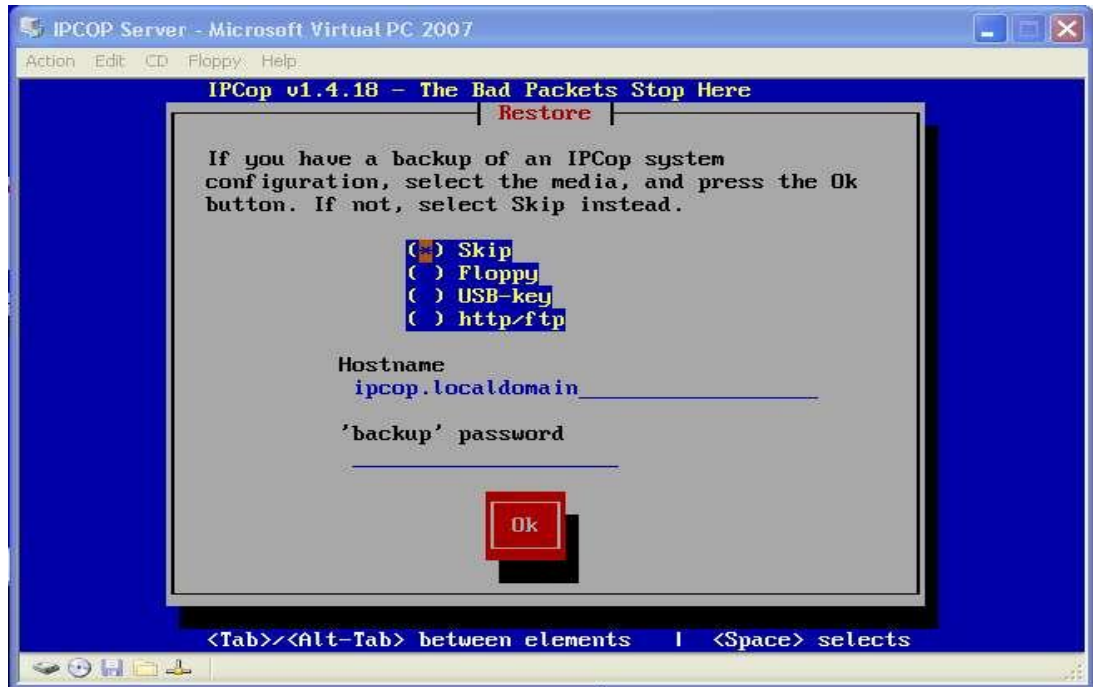 IPCOP Server - Microsoft Virtual PC 2007
Action Edit CD Floppy Help
IPCop v1.4.18 - The Bad Packets Stop Here
Restore
If you have a backup of an IPCop system
configuration, select the media, and press the Ok
button. If not, select Skip instead.
(*) Skip
( ) Floppy
( ) USB-key
( ) http/ftp
Hostname
ipcop.localdomain
'backup' password
Ok
<Tab>/<Alt-Tab> between elements | <Space> selects